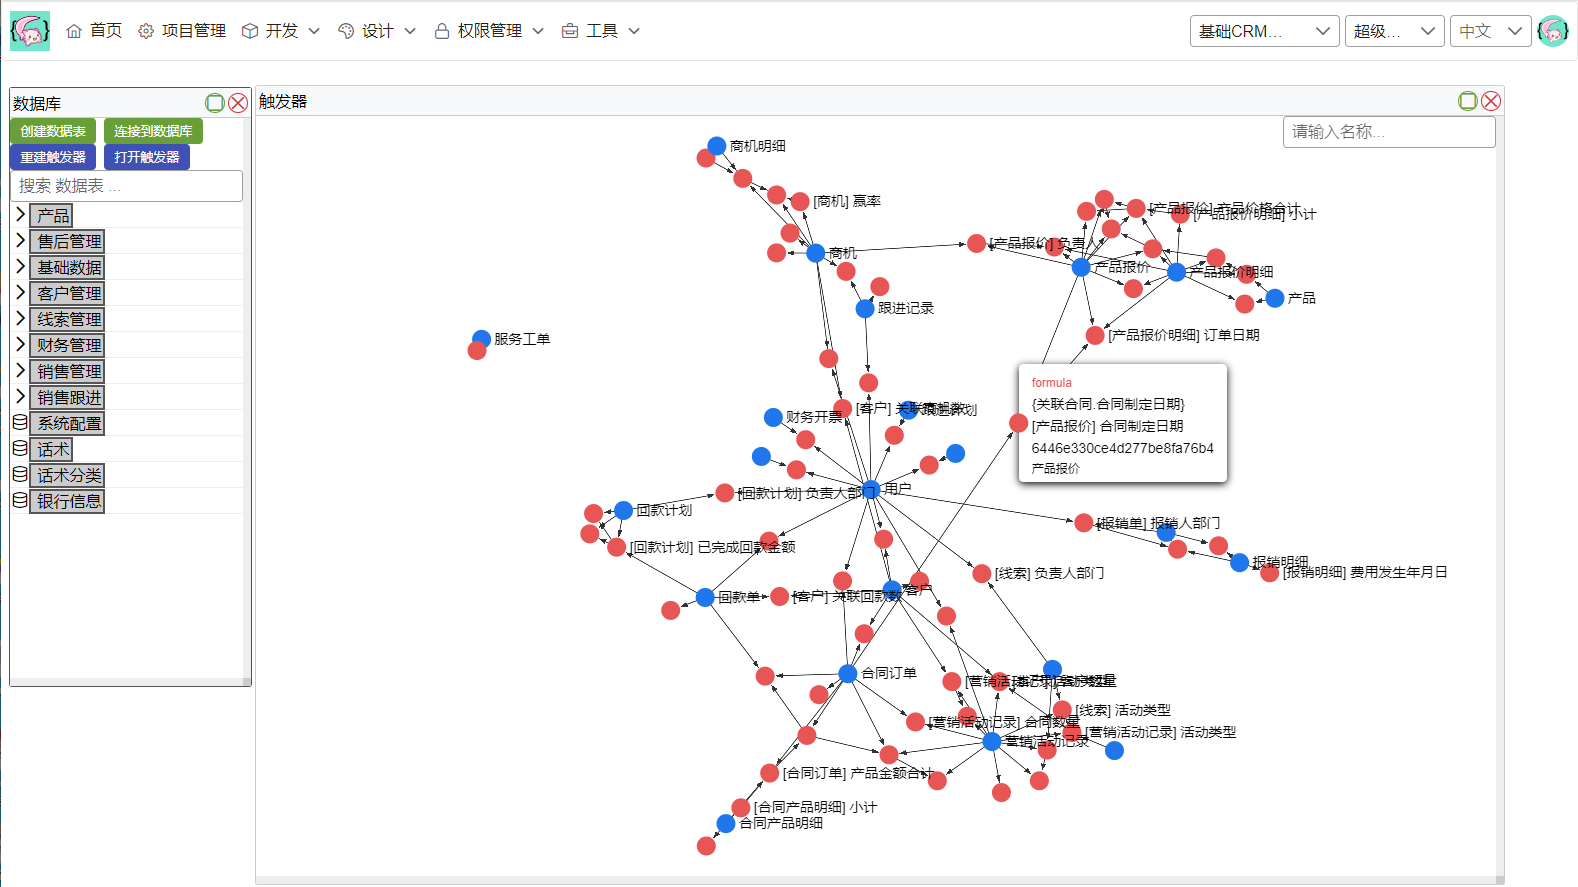 首页 项目管理 开发 设计 权限管理 工具 基础CRM... 超级... 中文
数据库
创建数据表 连接到数据库
重建触发器 打开触发器
搜索 数据表 ...
产品
售后管理
基础数据
客户管理
线索管理
财务管理
销售管理
销售跟进
系统配置
话术
话术分类
银行信息
触发器
请输入名称...
商机明细
[商机] 赢率
[产品报价] 产品价格合计
[产品报价明细] 小计
[产品报价] 负责人
商机
产品报价
产品报价明细
产品
跟进记录
[产品报价明细] 订单日期
服务工单
formula
{关联合同.合同制定日期}
[产品报价] 合同制定日期
6446e330ce4d277be8fa76b4
产品报价
[客户] 关联商机数
跟进计划
财务开票
用户
[回款计划] 负责人部门
回款计划
[报销单] 报销人部门
[回款计划] 已完成回款金额
报销明细
[线索] 负责人部门
[报销明细] 费用发生年月日
客户
回款单
[客户] 关联回款数
合同订单
[线索] 活动类型
[营销活动记录] 合同数量
[营销活动记录] 活动类型
营销活动记录
[合同订单] 产品金额合计
[合同产品明细] 小计
合同产品明细